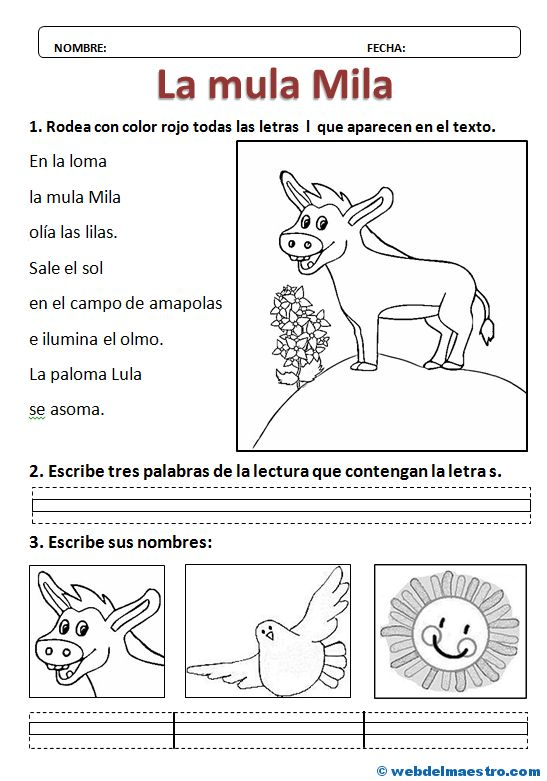 NOMBRE: FECHA:
La mula Mila
1. Rodea con color rojo todas las letras l que aparecen en el texto.
En la loma
la mula Mila
olía las lilas.
Sale el sol
en el campo de amapolas
e ilumina el olmo.
La paloma Lula
se asoma.
2. Escribe tres palabras de la lectura que contengan la letra s.
3. Escribe sus nombres:
© webdelmaestro.com